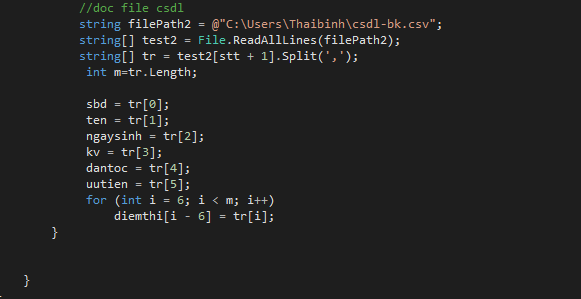 //doc file csdl
string filePath2 = @"C:\Users\Thaibinh\csdl-bk.csv";
string[] test2 = File.ReadAllLines(filePath2);
string[] tr = test2[stt + 1].Split(',');
int m=tr.Length;
sbd = tr[0];
ten = tr[1];
ngaysinh = tr[2];
kv = tr[3];
dantoc = tr[4];
uutien = tr[5];
for (int i = 6; i < m; i++)
diemthi[i - 6] = tr[i];
}
}